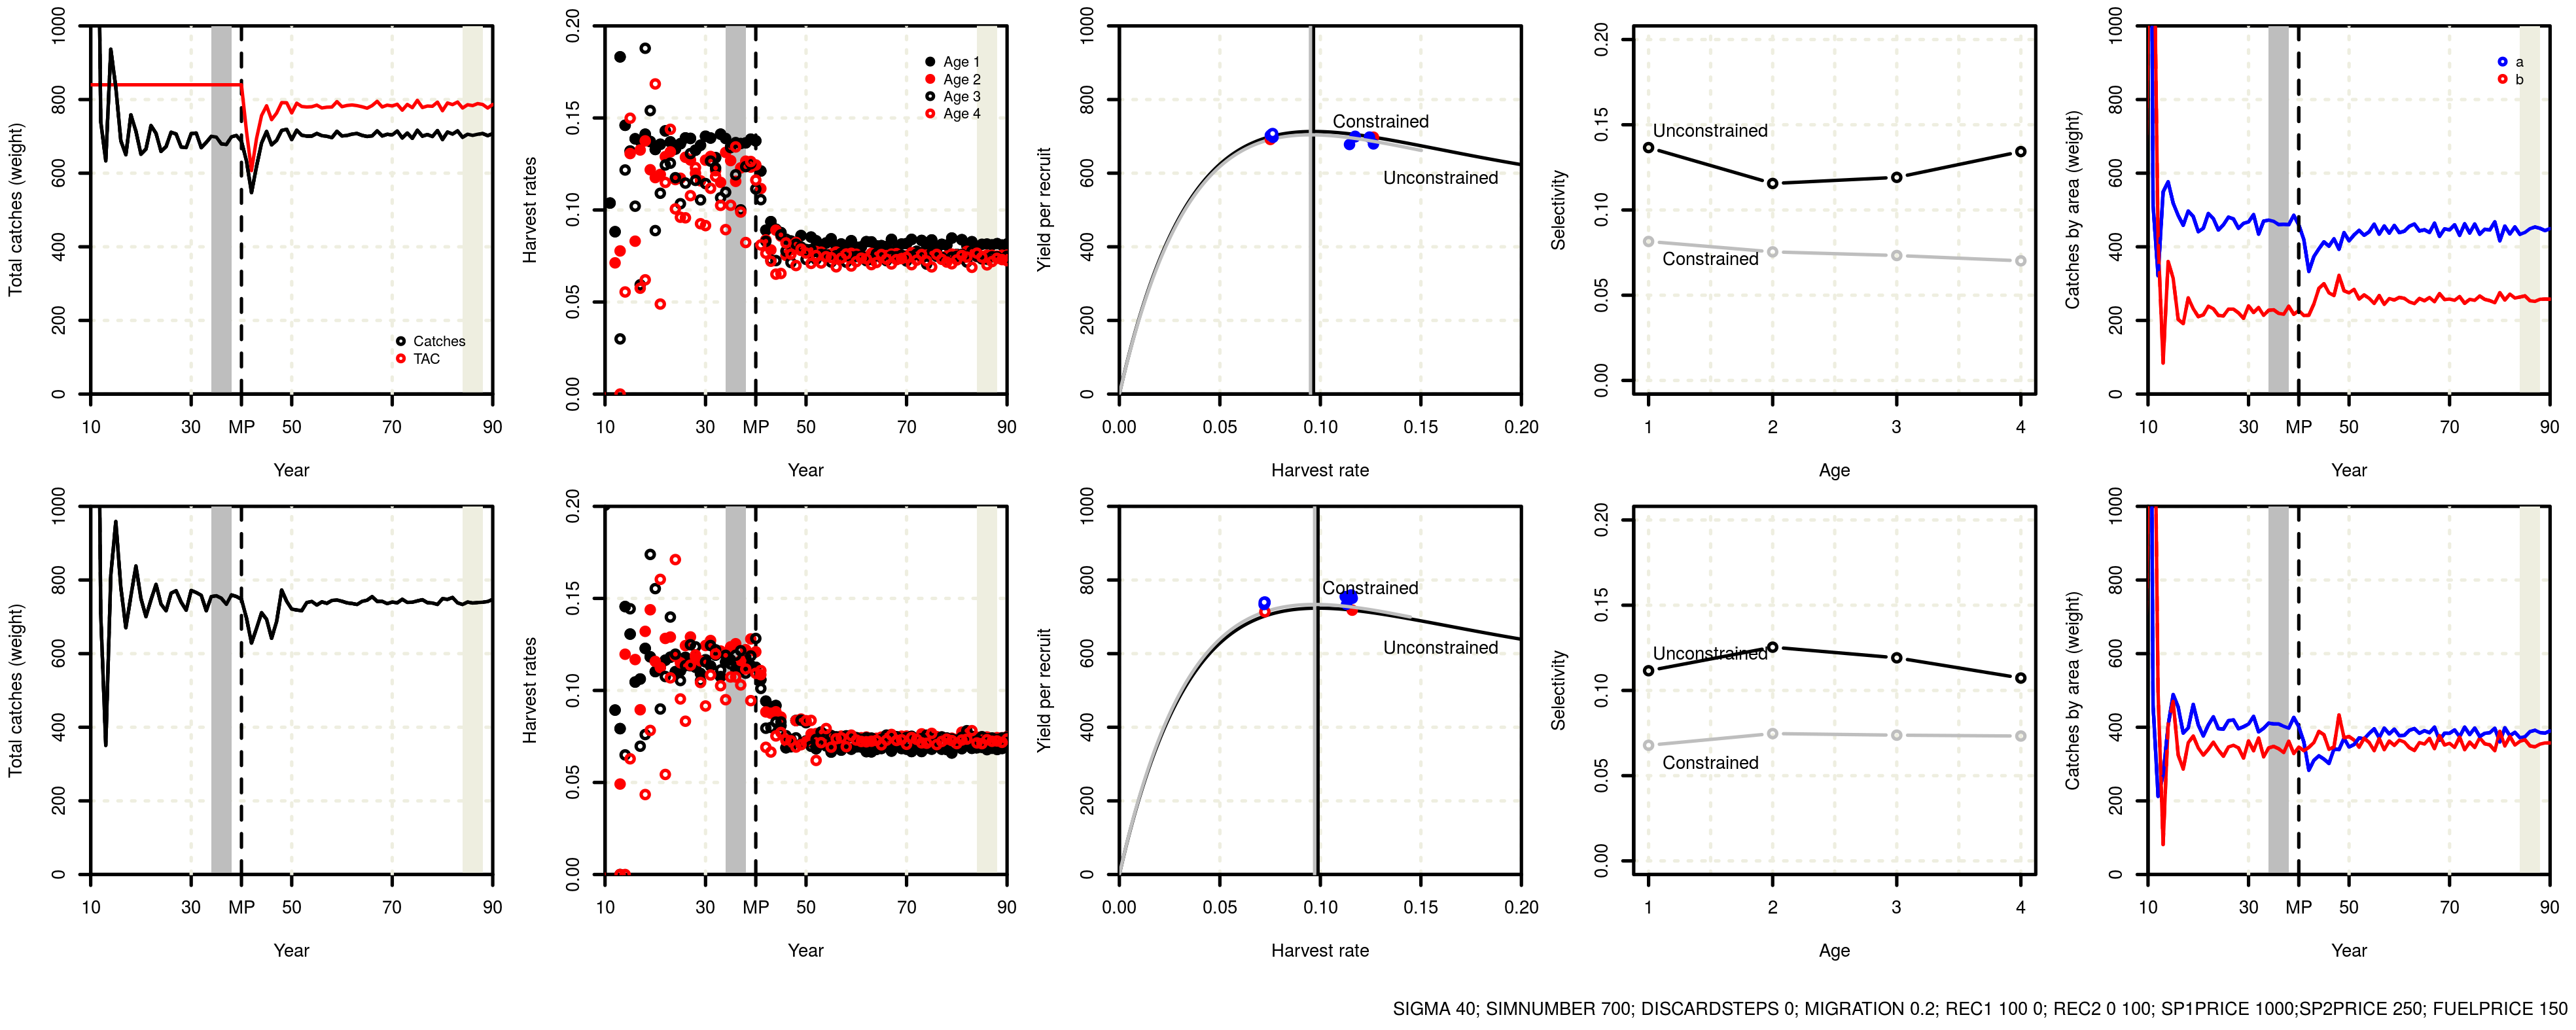 Total catches (weight)
0 200 400 600 800 1000
Catches
TAC
10 30 MP 50 70 90
Year
Harvest rates
0.00 0.05 0.10 0.15 0.20
Age 1
Age 2
Age 3
Age 4
10 30 MP 50 70 90
Year
Yield per recruit
0 200 400 600 800 1000
Constrained
Unconstrained
0.00 0.05 0.10 0.15 0.20
Harvest rate
Selectivity
0.00 0.05 0.10 0.15 0.20
Unconstrained
Constrained
1 2 3 4
Age
Catches by area (weight)
0 200 400 600 800 1000
a
b
10 30 MP 50 70 90
Year
Total catches (weight)
0 200 400 600 800 1000
10 30 MP 50 70 90
Year
Harvest rates
0.00 0.05 0.10 0.15 0.20
10 30 MP 50 70 90
Year
Yield per recruit
0 200 400 600 800 1000
Constrained
Unconstrained
0.00 0.05 0.10 0.15 0.20
Harvest rate
Selectivity
0.00 0.05 0.10 0.15 0.20
Unconstrained
Constrained
1 2 3 4
Age
Catches by area (weight)
0 200 400 600 800 1000
10 30 MP 50 70 90
Year
SIGMA 40; SIMNUMBER 700; DISCARDSTEPS 0; MIGRATION 0.2; REC1 100 0; REC2 0 100; SP1PRICE 1000;SP2PRICE 250; FUELPRICE 150